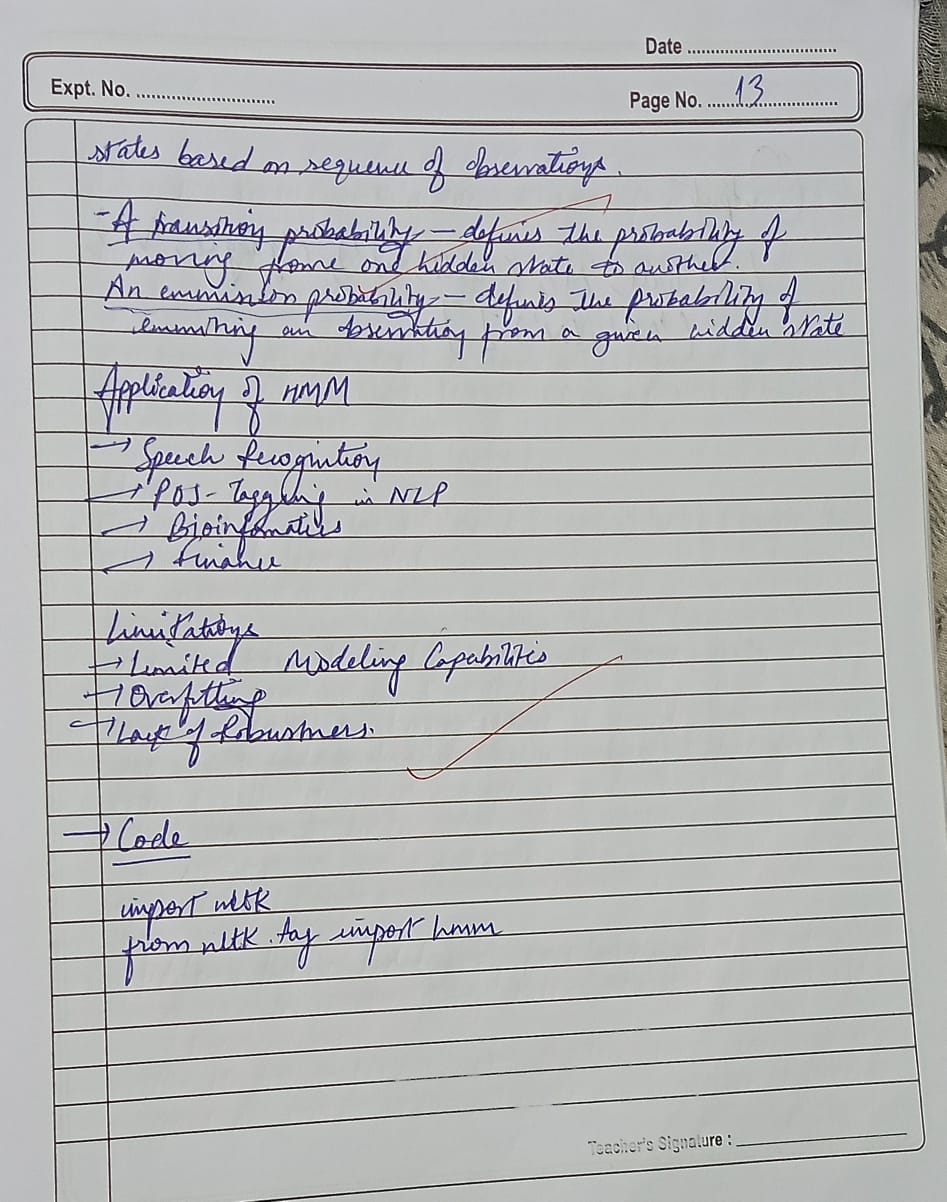 Date
Expt. No.
Page No. 13
states based on sequence of observations.
- A transition probability - defines the probability of
moving frome one hidden state to another.
An emmission probability - defines the probability of
emmiting an observation from a given hidden state
Application of HMM
→ Speech Recognition
→ POS-Tagging in NLP
→ Bioinfomatics
→ Finance
Limitations
→ Limited Modeling Capabilities
→ Overfitting
→ Lack of Robustness.
→ Code
import nltk
from nltk.tag import hmm
Teacher's Signature :